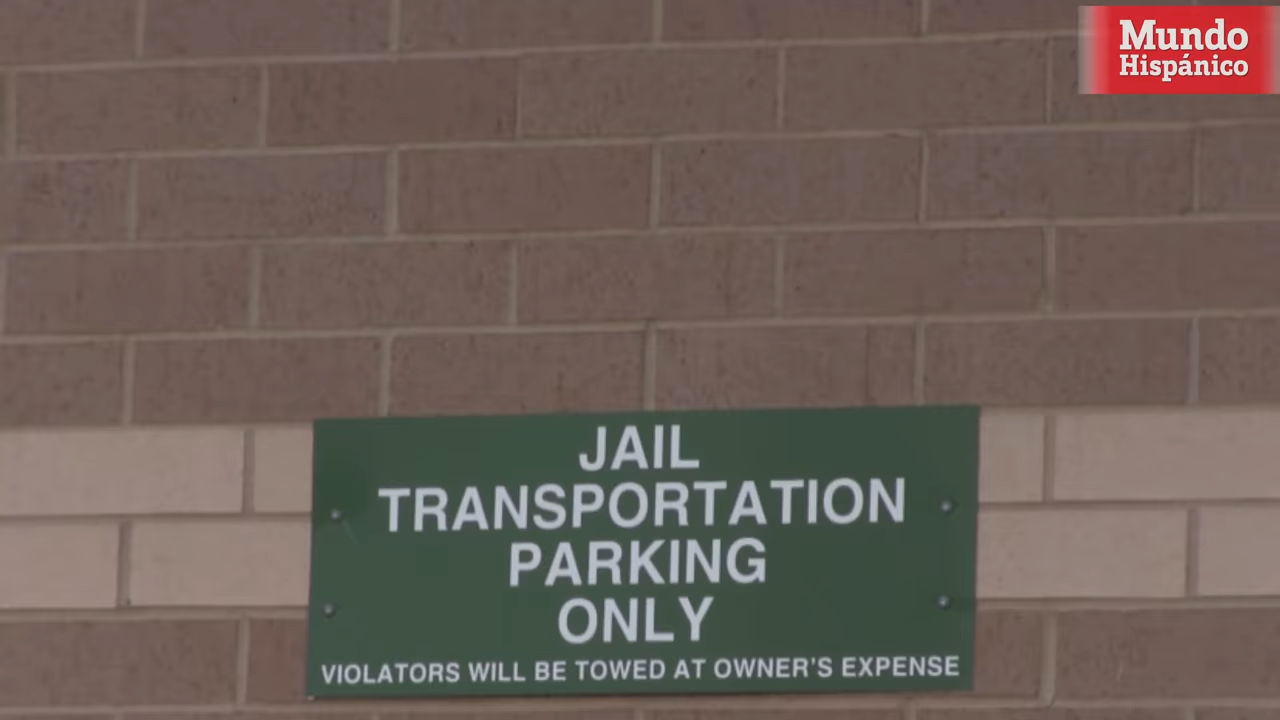 Mundo
Hispánico
JAIL
TRANSPORTATION
PARKING
ONLY
VIOLATORS WILL BE TOWED AT OWNER'S EXPENSE